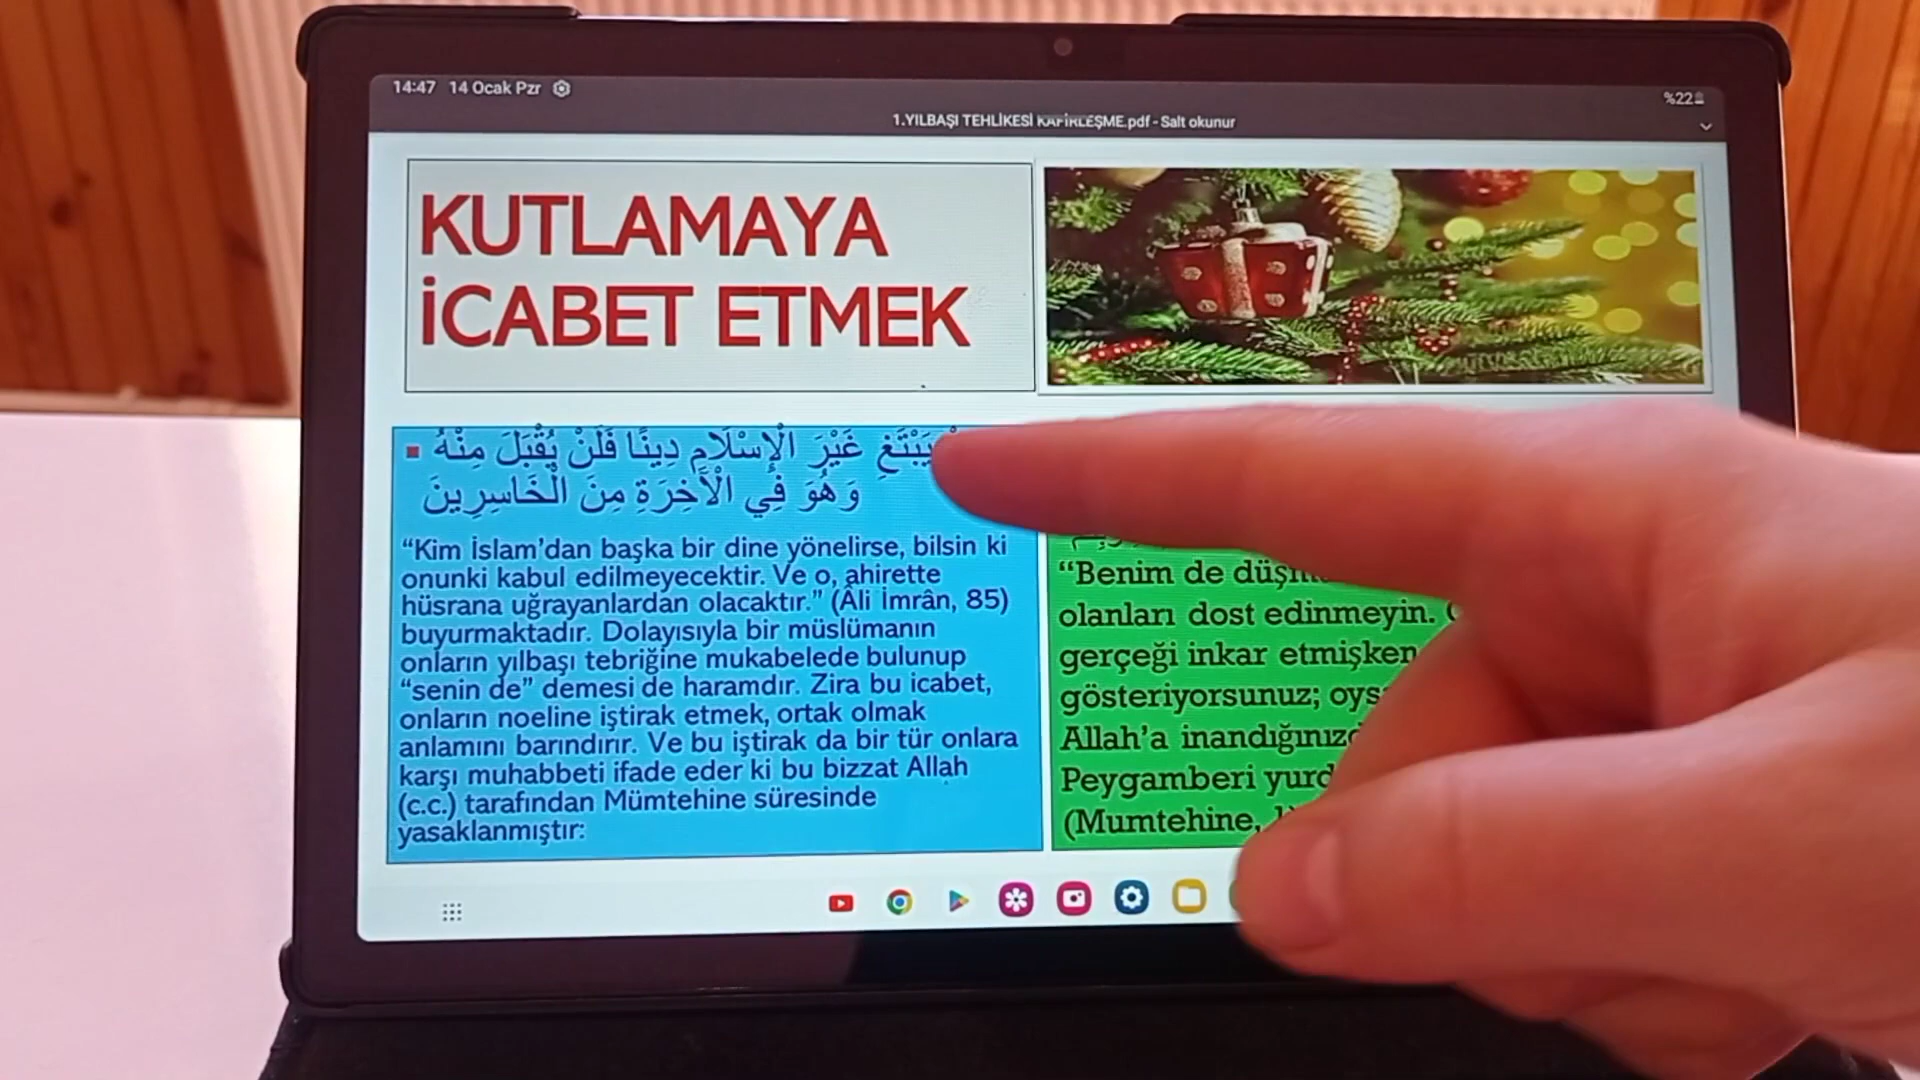 14:47 14 Ocak Pzr
%22
1.YILBAŞI TEHLİKESİ KAFİRLEŞME.pdf - Salt okunur
KUTLAMAYA
İCABET ETMEK
يَبْتَغِ غَيْرَ الْإِسْلَامِ دِينًا فَلَنْ يُقْبَلَ مِنْهُ
وَهُوَ فِي الْآخِرَةِ مِنَ الْخَاسِرِينَ
“Kim İslam’dan başka bir dine yönelirse, bilsin ki
onunki kabul edilmeyecektir. Ve o, ahirette
hüsrana uğrayanlardan olacaktır.” (Âli İmrân, 85)
buyurmaktadır. Dolayısıyla bir müslümanın
onların yılbaşı tebriğine mukabelede bulunup
“senin de” demesi de haramdır. Zira bu icabet,
onların noeline iştirak etmek, ortak olmak
anlamını barındırır. Ve bu iştirak da bir tür onlara
karşı muhabbeti ifade eder ki bu bizzat Allah
(c.c.) tarafından Mümtehine süresinde
yasaklanmıştır:
“Benim de
olanları dost edinmeyin.
gerçeği inkar etmişken
gösteriyorsunuz;
Allah’a
Peygamberi
(Mumtehine,